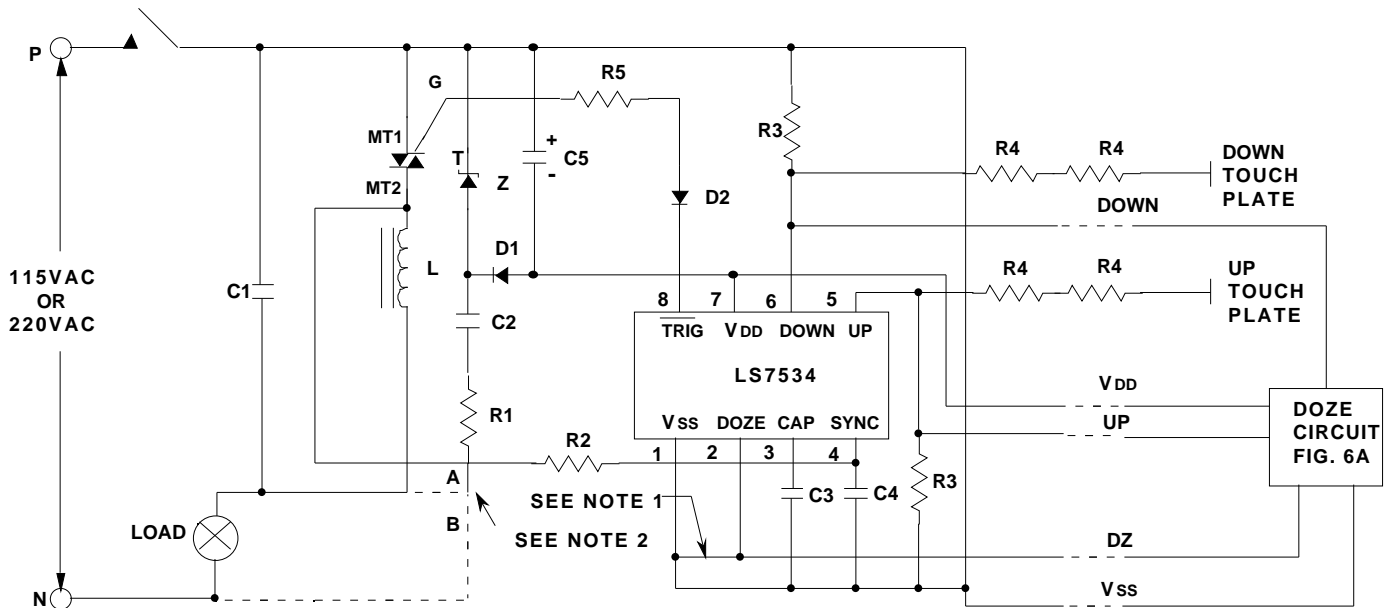 P
115VAC
OR
220VAC
N
C1
LOAD
G
MT1
MT2
L
T
Z
D1
C2
R1
A
B
C5
+
-
R5
D2
R2
R3
R4
R4
DOWN
TOUCH
PLATE
DOWN
R4
R4
UP
TOUCH
PLATE
8 7 6 5
TRIG VDD DOWN UP
LS7534
VSS DOZE CAP SYNC
1 2 3 4
C3
C4
R3
SEE NOTE 1
SEE NOTE 2
VDD
UP
DOZE
CIRCUIT
FIG. 6A
DZ
VSS